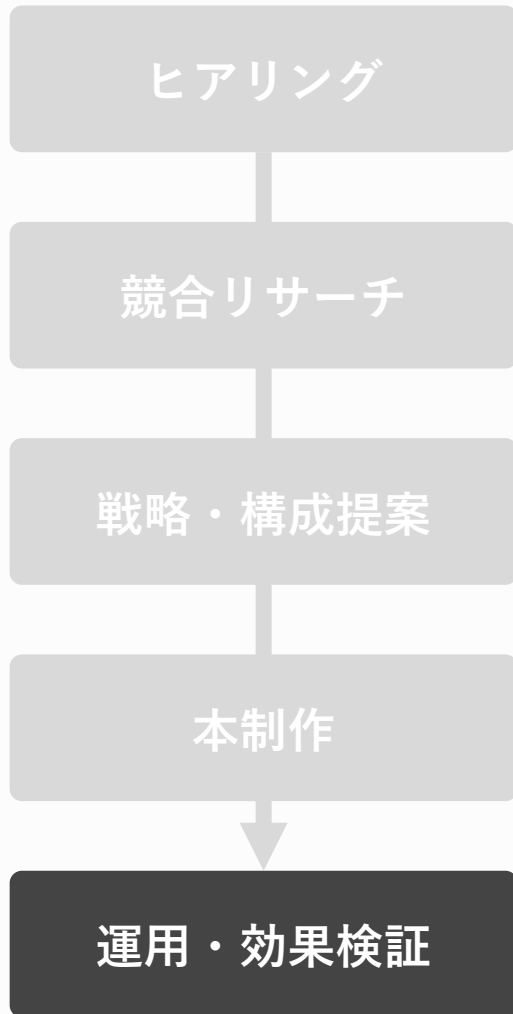 ヒアリング
競合リサーチ
戦略・構成提案
本制作
運用・効果検証